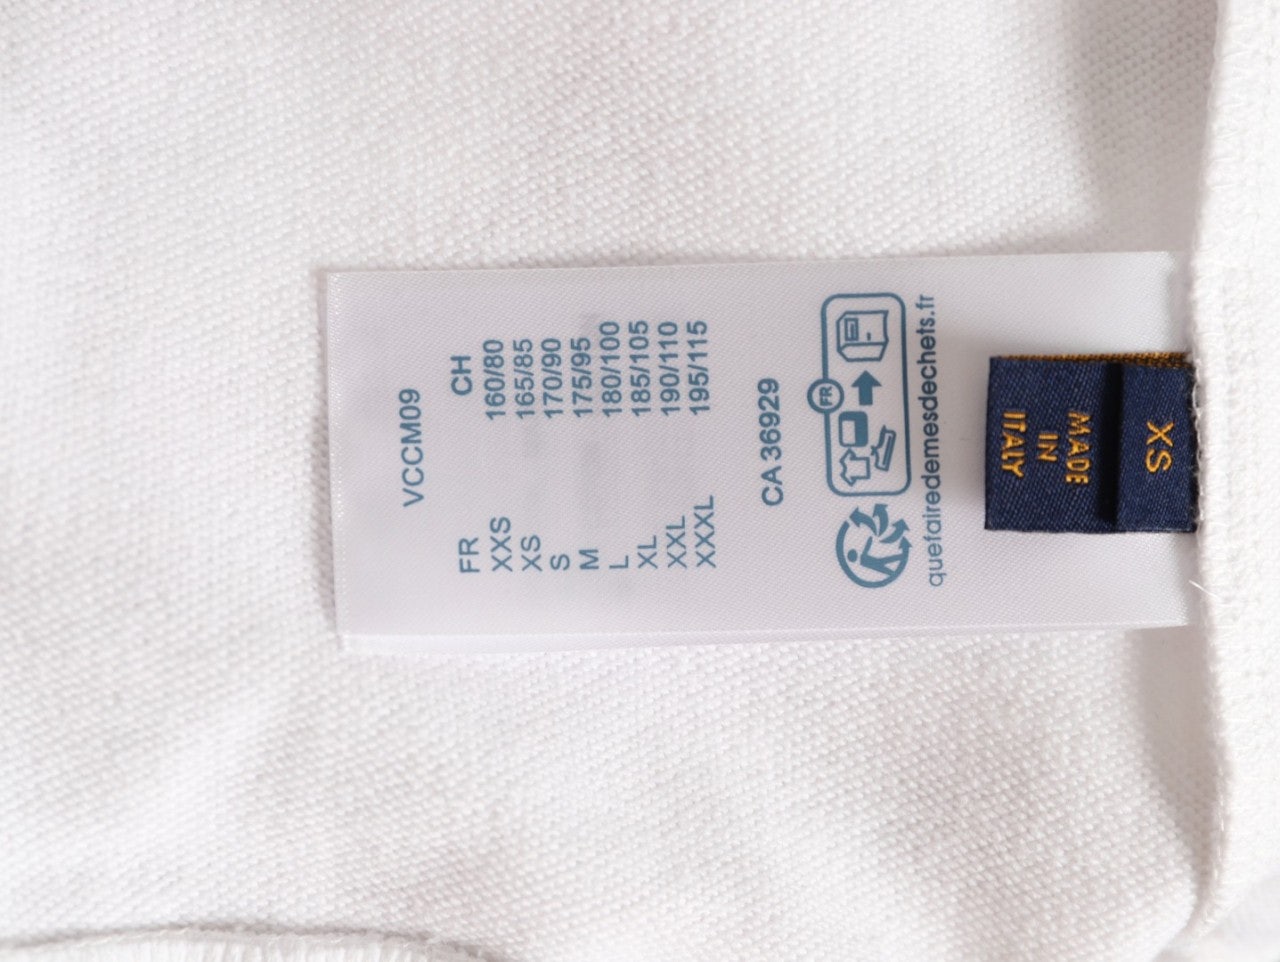 VCCM09
FR CH
XXS 160/80
XS 165/85
S 170/90
M 175/95
L 180/100
XL 185/105
XXL 190/110
XXXL 195/115
CA 36929
FR
quefairedemesdechets.fr
XS
MADE
IN
ITALY